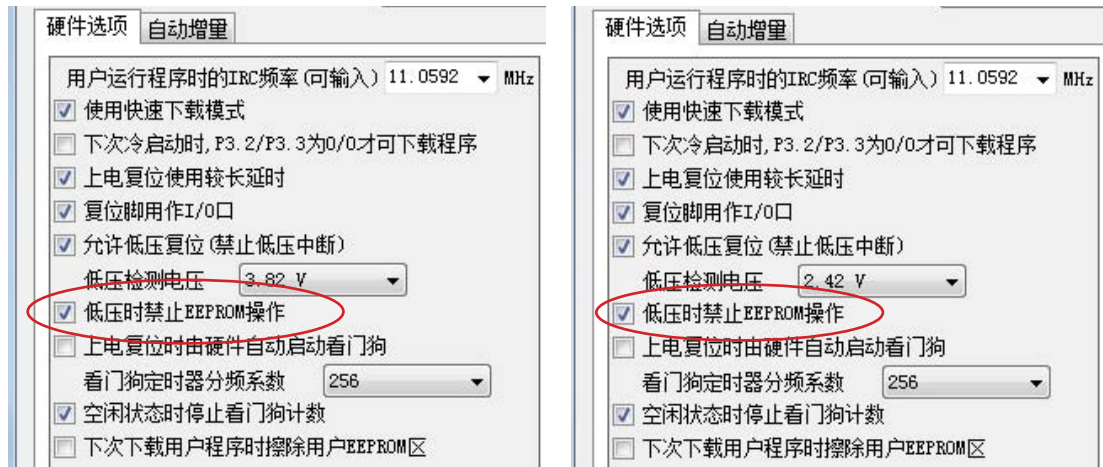 硬件选项 自动增量
用户运行程序时的IRC频率(可输入) 11.0592 MHz
使用快速下载模式
下次冷启动时,P3.2/P3.3为0/0才可下载程序
上电复位使用较长延时
复位脚用作I/O口
允许低压复位(禁止低压中断)
低压检测电压 3.82 V
低压时禁止EEPROM操作
上电复位时由硬件自动启动看门狗
看门狗定时器分频系数 256
空闲状态时停止看门狗计数
下次下载用户程序时擦除用户EEPROM区
硬件选项 自动增量
用户运行程序时的IRC频率(可输入) 11.0592 MHz
使用快速下载模式
下次冷启动时,P3.2/P3.3为0/0才可下载程序
上电复位使用较长延时
复位脚用作I/O口
允许低压复位(禁止低压中断)
低压检测电压 2.42 V
低压时禁止EEPROM操作
上电复位时由硬件自动启动看门狗
看门狗定时器分频系数 256
空闲状态时停止看门狗计数
下次下载用户程序时擦除用户EEPROM区